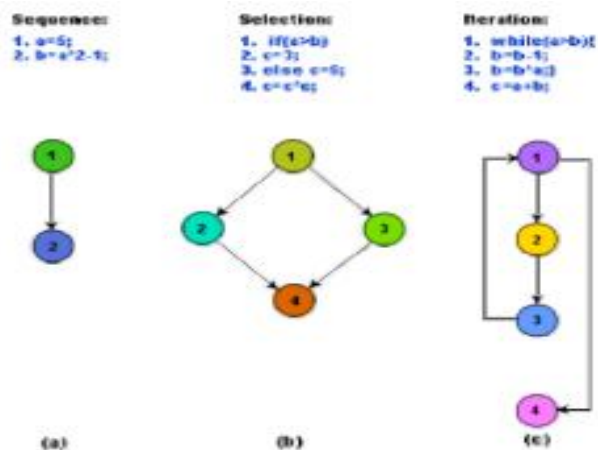 Sequence:
1. a=5;
2. b=a*2-1;
Selection:
1. if(a>b)
2. c=3;
3. else c=5;
4. c=c*c;
Iteration:
1. while(a>b){
2. b=b-1;
3. b=b*a;}
4. c=a+b;
1
2
1
2
3
4
1
2
3
4
(a)
(b)
(c)